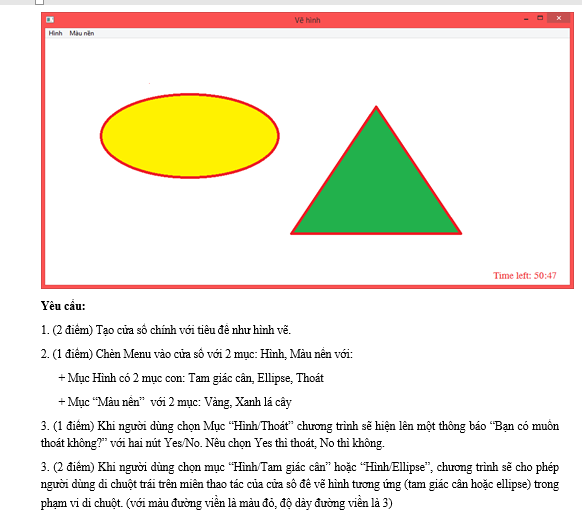 Vẽ hình
Hình Màu nền
Time left: 50:47
Yêu cầu:
1. (2 điểm) Tạo cửa sổ chính với tiêu đề như hình vẽ.
2. (1 điểm) Chèn Menu vào cửa sổ với 2 mục: Hình, Màu nền với:
+ Mục Hình có 2 mục con: Tam giác cân, Ellipse, Thoát
+ Mục “Màu nền” với 2 mục: Vàng, Xanh lá cây
3. (1 điểm) Khi người dùng chọn Mục “Hình/Thoát” chương trình sẽ hiện lên một thông báo “Bạn có muốn
thoát không?” với hai nút Yes/No. Nếu chọn Yes thì thoát, No thì không.
3. (2 điểm) Khi người dùng chọn mục “Hình/Tam giác cân” hoặc “Hình/Ellipse”, chương trình sẽ cho phép
người dùng di chuột trái trên miền thao tác của cửa sổ để vẽ hình tương ứng (tam giác cân hoặc ellipse) trong
phạm vi di chuột. (với màu đường viền là màu đỏ, độ dày đường viền là 3)